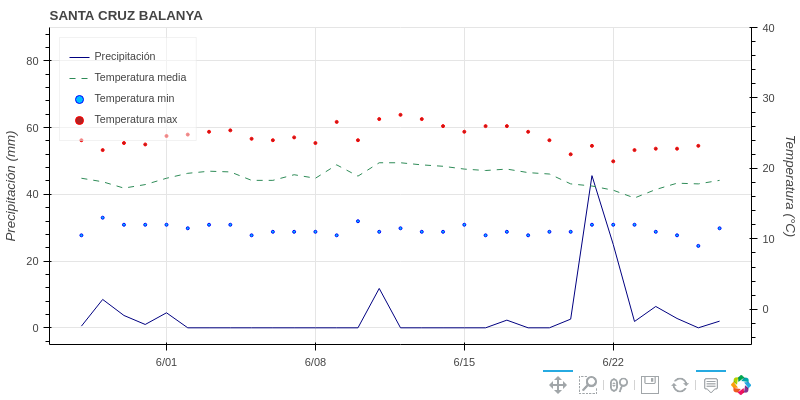 SANTA CRUZ BALANYA
Precipitación
Temperatura media
Temperatura min
Temperatura max
Precipitación (mm)
80
60
40
20
0
Temperatura (°C)
40
30
20
10
0
6/01
6/08
6/15
6/22